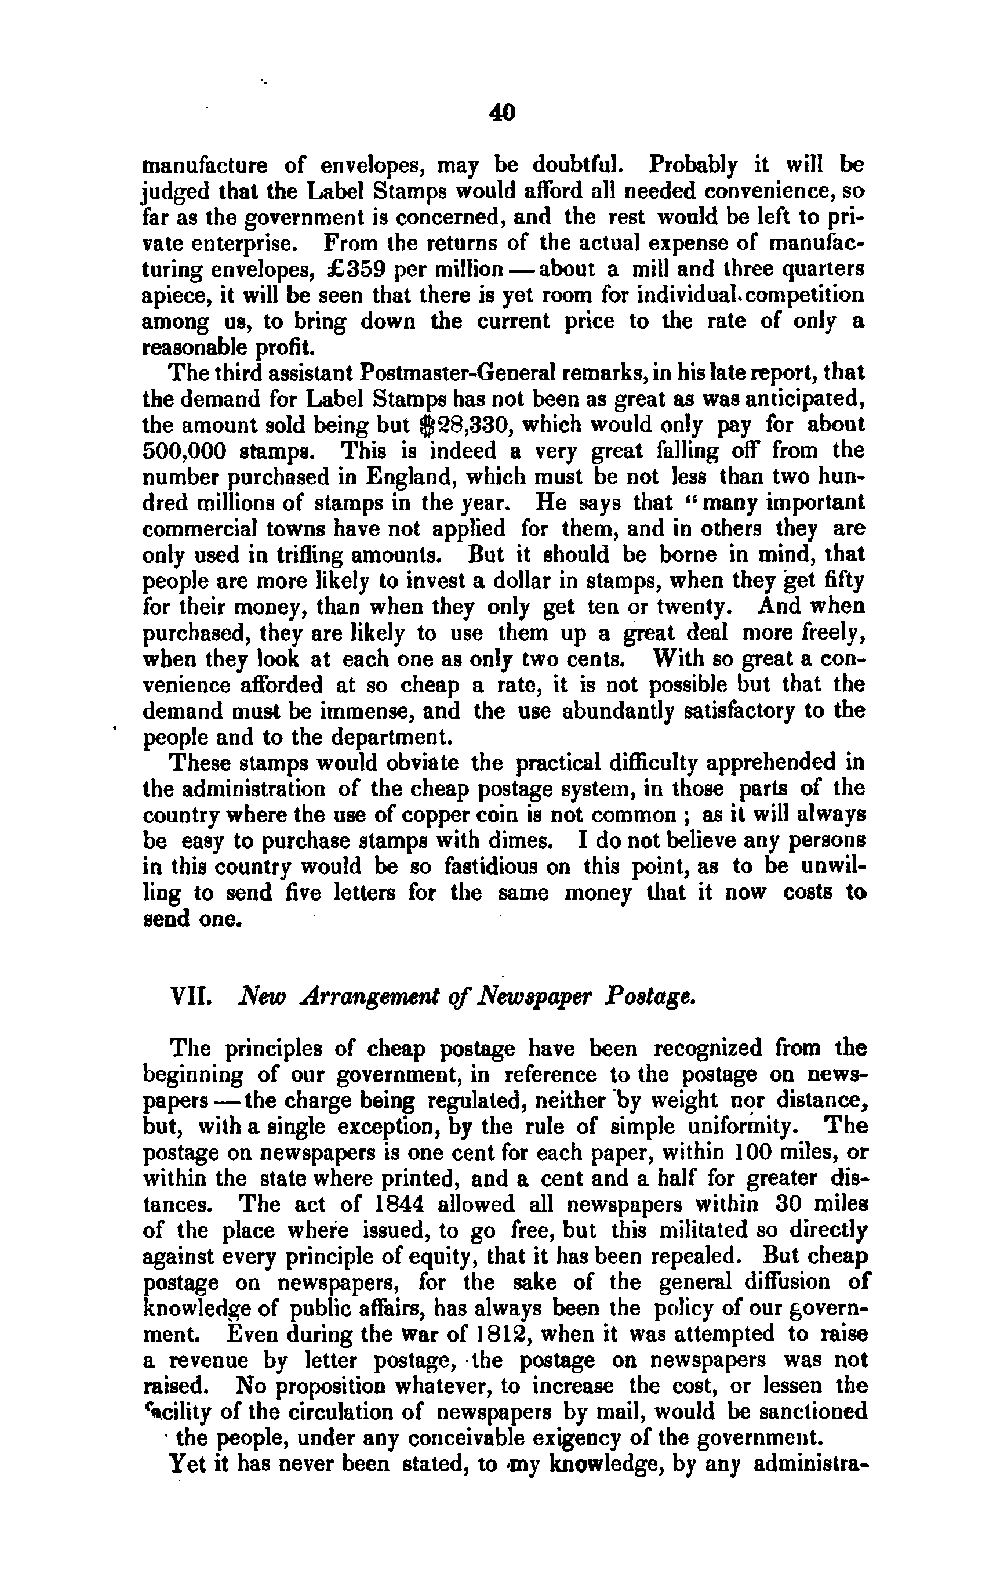 40
manufacture of envelopes, may be doubtful. Probably it will be
judged that the Label Stamps would afford all needed convenience, so
far as the government is concerned, and the rest would be left to pri-
vate enterprise. From the returns of the actual expense of manufac-
turing envelopes, £359 per million — about a mill and three quarters
apiece, it will be seen that there is yet room for individual competition
among us, to bring down the current price to the rate of only a
reasonable profit.
The third assistant Postmaster-General remarks, in his late report, that
the demand for Label Stamps has not been as great as was anticipated,
the amount sold being but $28,330, which would only pay for about
500,000 stamps. This is indeed a very great falling off from the
number purchased in England, which must be not less than two hun-
dred millions of stamps in the year. He says that "many important
commercial towns have not applied for them, and in others they are
only used in trifling amounts. But it should be borne in mind, that
people are more likely to invest a dollar in stamps, when they get fifty
for their money, than when they only get ten or twenty. And when
purchased, they are likely to use them up a great deal more freely,
when they look at each one as only two cents. With so great a con-
venience afforded at so cheap a rate, it is not possible but that the
demand must be immense, and the use abundantly satisfactory to the
people and to the department.
These stamps would obviate the practical difficulty apprehended in
the administration of the cheap postage system, in those parts of the
country where the use of copper coin is not common ; as it will always
be easy to purchase stamps with dimes. I do not believe any persons
in this country would be so fastidious on this point, as to be unwil-
ling to send five letters for the same money that it now costs to
send one.
VII. New Arrangement of Newspaper Postage.
The principles of cheap postage have been recognized from the
beginning of our government, in reference to the postage on news-
papers — the charge being regulated, neither by weight nor distance,
but, with a single exception, by the rule of simple uniformity. The
postage on newspapers is one cent for each paper, within 100 miles, or
within the state where printed, and a cent and a half for greater dis-
tances. The act of 1844 allowed all newspapers within 30 miles
of the place where issued, to go free, but this militated so directly
against every principle of equity, that it has been repealed. But cheap
postage on newspapers, for the sake of the general diffusion of
knowledge of public affairs, has always been the policy of our govern-
ment. Even during the war of 1812, when it was attempted to raise
a revenue by letter postage, the postage on newspapers was not
raised. No proposition whatever, to increase the cost, or lessen the
facility of the circulation of newspapers by mail, would be sanctioned
the people, under any conceivable exigency of the government.
Yet it has never been stated, to my knowledge, by any administra-